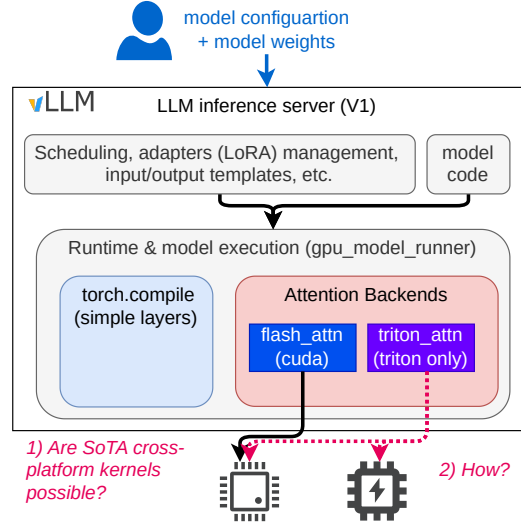 model configuartion
+ model weights
vLLM
LLM inference server (V1)
Scheduling, adapters (LoRA) management,
input/output templates, etc.
model
code
Runtime & model execution (gpu_model_runner)
torch.compile
(simple layers)
Attention Backends
flash_attn
(cuda)
triton_attn
(triton only)
1) Are SoTA cross-
platform kernels
possible?
2) How?